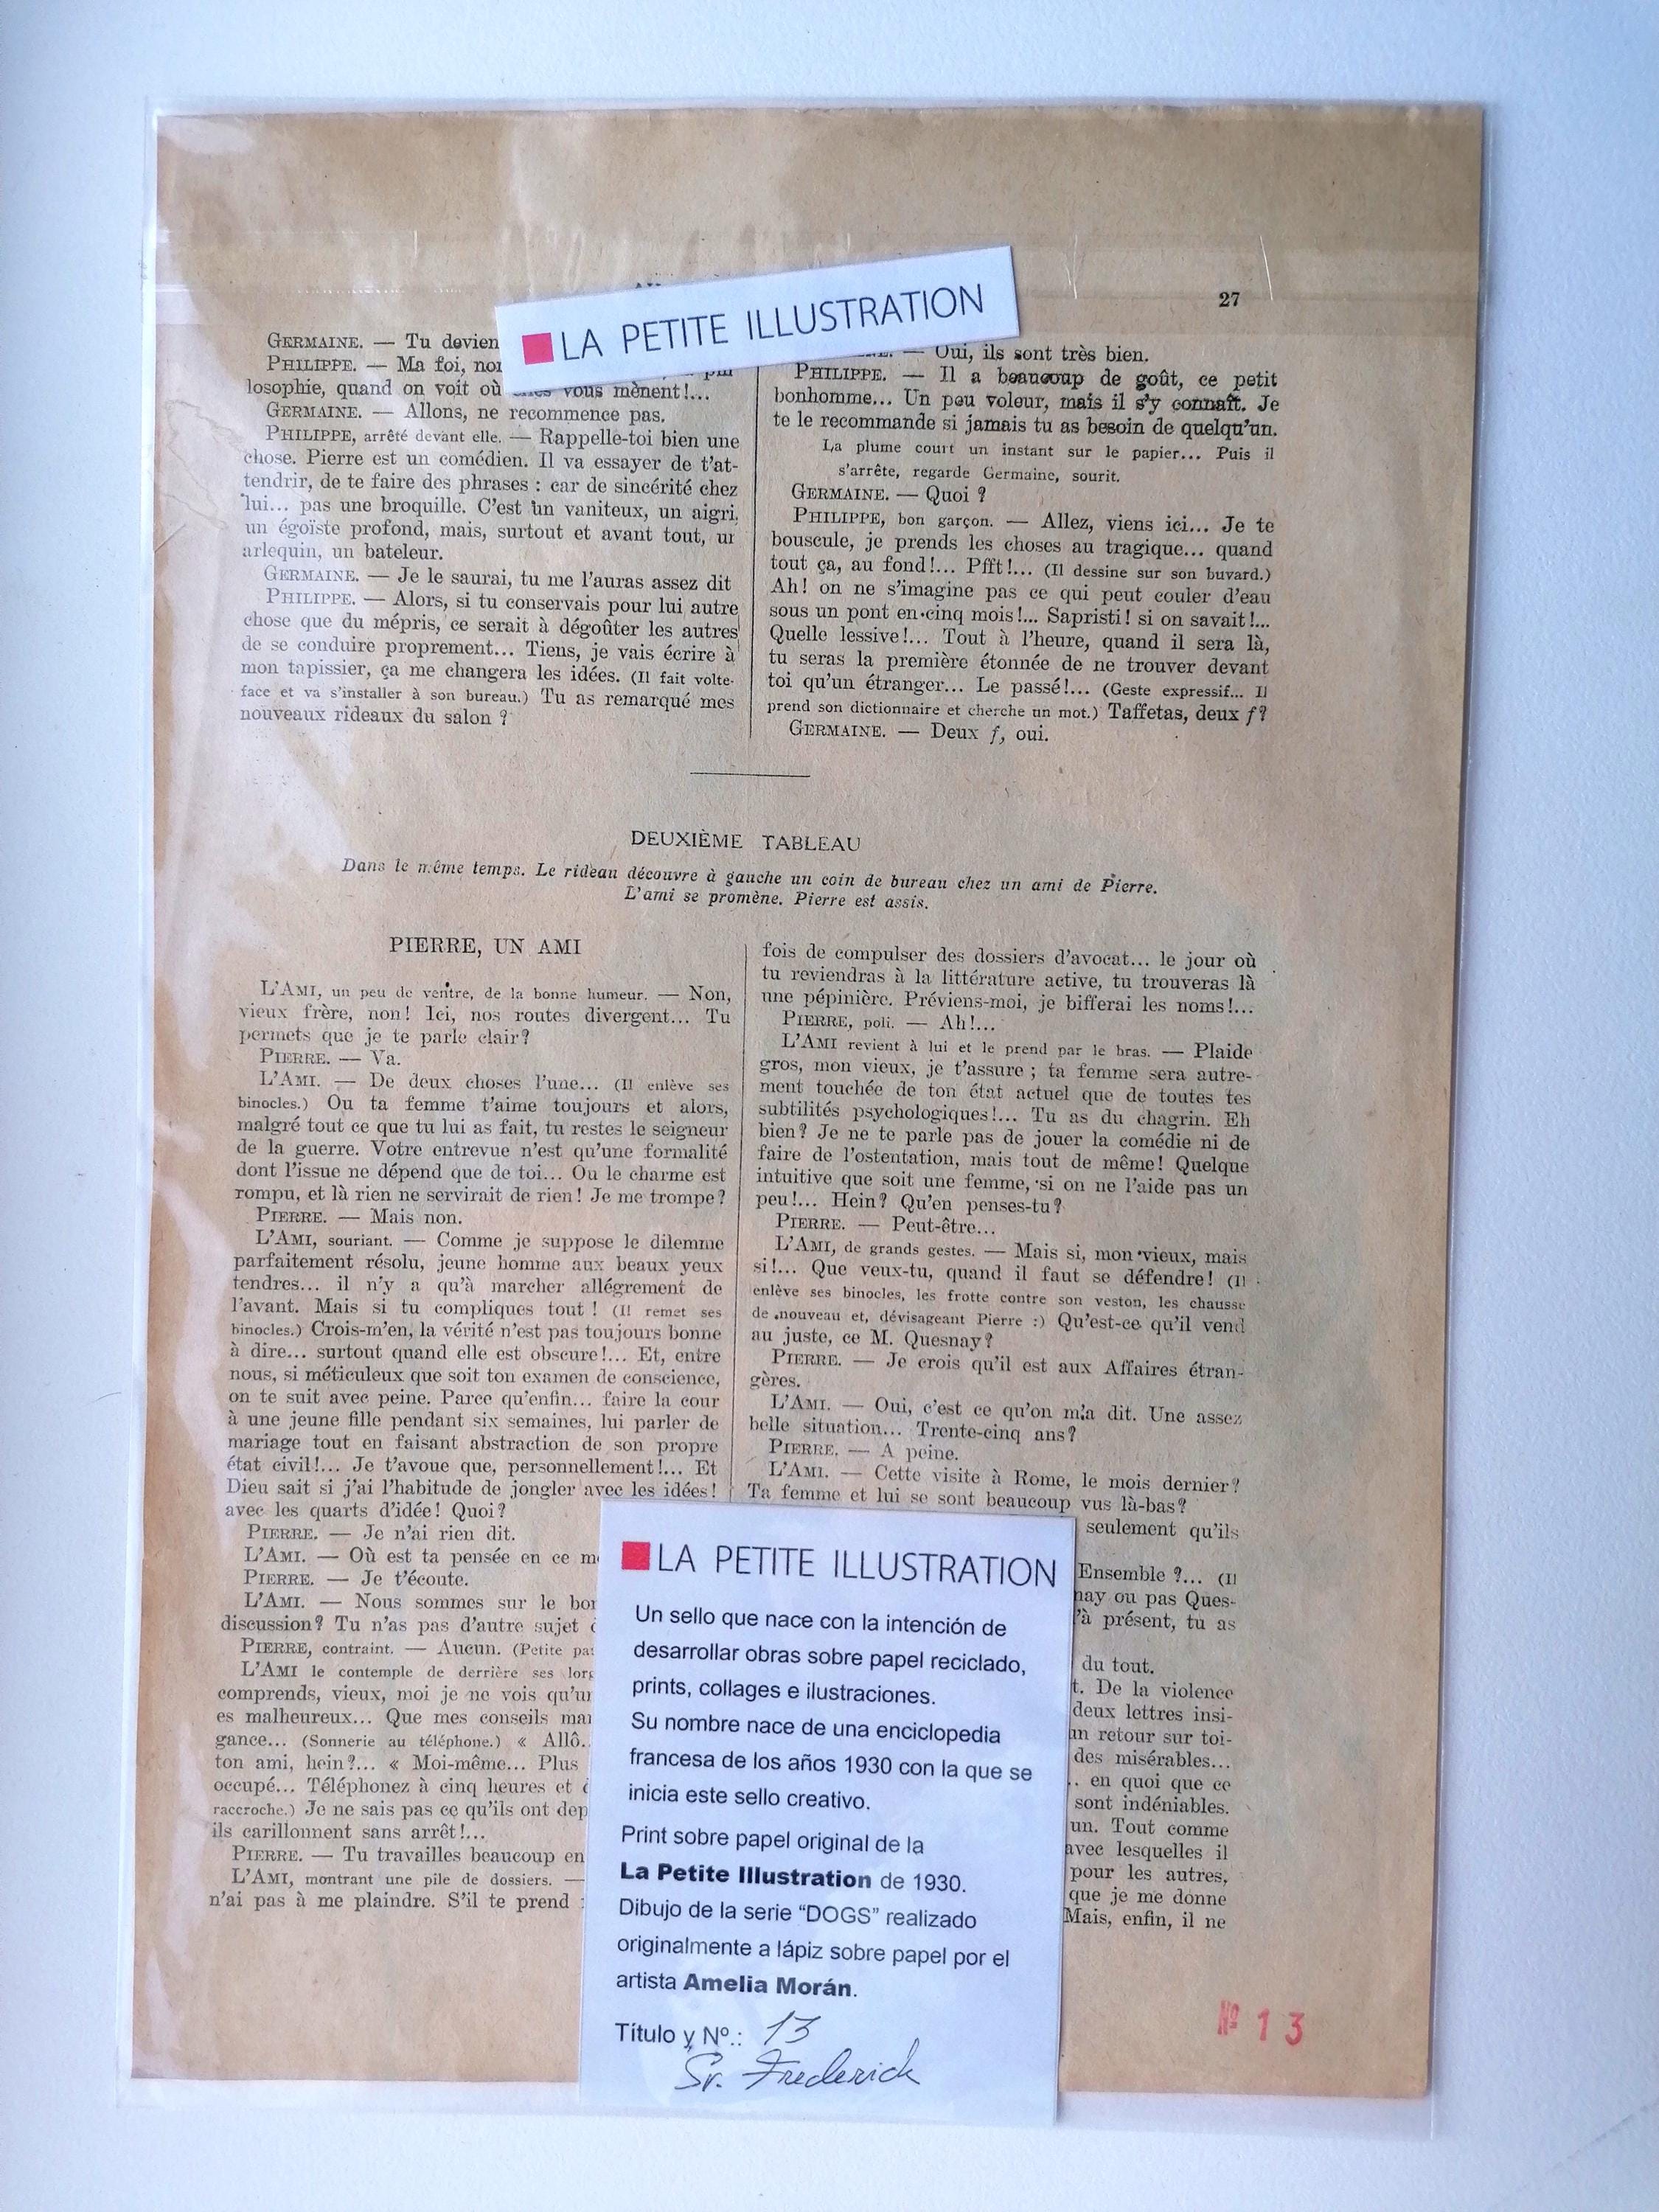 LA PETITE ILLUSTRATION
27
GERMAINE. — Tu devien
PHILIPPE. — Ma foi, non
losophie, quand on voit où vous mènent!...
GERMAINE. — Allons, ne recommence pas.
PHILIPPE, arrêté devant elle. — Rappelle-toi bien une
chose. Pierre est un comédien. Il va essayer de t'at-
tendrir, de te faire des phrases : car de sincérité chez
lui... pas une broquille. C'est un vaniteux, un aigri,
un égoïste profond, mais, surtout et avant tout, un
arlequin, un bateleur.
GERMAINE. — Je le saurai, tu me l'auras assez dit
PHILIPPE. — Alors, si tu conservais pour lui autre
chose que du mépris, ce serait à dégoûter les autres
de se conduire proprement... Tiens, je vais écrire à
mon tapissier, ça me changera les idées. (Il fait volte-
face et va s'installer à son bureau.) Tu as remarqué mes
nouveaux rideaux du salon ?
— Oui, ils sont très bien.
PHILIPPE. — Il a beaucoup de goût, ce petit
bonhomme... Un peu voleur, mais il s'y connaît. Je
te le recommande si jamais tu as besoin de quelqu'un.
La plume court un instant sur le papier... Puis il
s'arrête, regarde Germaine, sourit.
GERMAINE. — Quoi ?
PHILIPPE, bon garçon. — Allez, viens ici... Je te
bouscule, je prends les choses au tragique... quand
tout ça, au fond!... Pfft!... (Il dessine sur son buvard.)
Ah! on ne s'imagine pas ce qui peut couler d'eau
sous un pont en cinq mois!... Sapristi! si on savait!...
Quelle lessive!... Tout à l'heure, quand il sera là,
tu seras la première étonnée de ne trouver devant
toi qu'un étranger... Le passé!... (Geste expressif... Il
prend son dictionnaire et cherche un mot.) Taffetas, deux f?
GERMAINE. — Deux f, oui.
DEUXIÈME TABLEAU
Dans le même temps. Le rideau découvre à gauche un coin de bureau chez un ami de Pierre.
L'ami se promène. Pierre est assis.
PIERRE, UN AMI
L'AMI, un peu de ventre, de la bonne humeur. — Non,
vieux frère, non! Ici, nos routes divergent... Tu
permets que je te parle clair?
PIERRE. — Va.
L'AMI. — De deux choses l'une... (Il enlève ses
binocles.) Ou ta femme t'aime toujours et alors,
malgré tout ce que tu lui as fait, tu restes le seigneur
de la guerre. Votre entrevue n'est qu'une formalité
dont l'issue ne dépend que de toi... Ou le charme est
rompu, et là rien ne servirait de rien! Je me trompe?
PIERRE. — Mais non.
L'AMI, souriant. — Comme je suppose le dilemme
parfaitement résolu, jeune homme aux beaux yeux
tendres... il n'y a qu'à marcher allégrement de
l'avant. Mais si tu compliques tout ! (Il remet ses
binocles.) Crois-m'en, la vérité n'est pas toujours bonne
à dire... surtout quand elle est obscure!... Et, entre
nous, si méticuleux que soit ton examen de conscience,
on te suit avec peine. Parce qu'enfin... faire la cour
à une jeune fille pendant six semaines, lui parler de
mariage tout en faisant abstraction de son propre
état civil!... Je t'avoue que, personnellement!... Et
Dieu sait si j'ai l'habitude de jongler avec les idées!
avec les quarts d'idée! Quoi?
PIERRE. — Je n'ai rien dit.
L'AMI. — Où est ta pensée en ce m
PIERRE. — Je t'écoute.
L'AMI. — Nous sommes sur le bor
discussion? Tu n'as pas d'autre sujet
PIERRE, contraint. — Aucun. (Petite pa
L'AMI le contemple de derrière ses lorg
comprends, vieux, moi je ne vois qu'un
es malheureux... Que mes conseils ma
gance... (Sonnerie au téléphone.) « Allô..
ton ami, hein?... « Moi-même... Plus
occupé... Téléphonez à cinq heures et
raccroche.) Je ne sais pas ce qu'ils ont dep
ils carillonnent sans arrêt!...
PIERRE. — Tu travailles beaucoup en
L'AMI, montrant une pile de dossiers. —
n'ai pas à me plaindre. S'il te prend
fois de compulser des dossiers d'avocat... le jour où
tu reviendras à la littérature active, tu trouveras là
une pépinière. Préviens-moi, je bifferai les noms!...
PIERRE, poli. — Ah!...
L'AMI revient à lui et le prend par le bras. — Plaide
gros, mon vieux, je t'assure ; ta femme sera autre-
ment touchée de ton état actuel que de toutes tes
subtilités psychologiques!... Tu as du chagrin. Eh
bien? Je ne te parle pas de jouer la comédie ni de
faire de l'ostentation, mais tout de même! Quelque
intuitive que soit une femme, si on ne l'aide pas un
peu!... Hein? Qu'en penses-tu?
PIERRE. — Peut-être...
L'AMI, de grands gestes. — Mais si, mon vieux, mais
si!... Que veux-tu, quand il faut se défendre! (Il
enlève ses binocles, les frotte contre son veston, les chausse
de nouveau et, dévisageant Pierre :) Qu'est-ce qu'il vend
au juste, ce M. Quesnay?
PIERRE. — Je crois qu'il est aux Affaires étran-
gères.
L'AMI. — Oui, c'est ce qu'on m'a dit. Une assez
belle situation... Trente-cinq ans?
PIERRE. — A peine.
L'AMI. — Cette visite à Rome, le mois dernier?
Ta femme et lui se sont beaucoup vus là-bas?
seulement qu'ils
Ensemble ?... (Il
nay ou pas Ques-
'à présent, tu as
du tout.
t. De la violence
deux lettres insi-
un retour sur toi-
des misérables...
.. en quoi que ce
sont indéniables.
un. Tout comme
avec lesquelles il
pour les autres,
que je me donne
Mais, enfin, il ne
LA PETITE ILLUSTRATION
Un sello que nace con la intención de
desarrollar obras sobre papel reciclado,
prints, collages e ilustraciones.
Su nombre nace de una enciclopedia
francesa de los años 1930 con la que se
inicia este sello creativo.
Print sobre papel original de la
La Petite Illustration de 1930.
Dibujo de la serie “DOGS” realizado
originalmente a lápiz sobre papel por el
artista Amelia Morán.
Título y Nº.: 13
Sr. Frederick
Nº 13